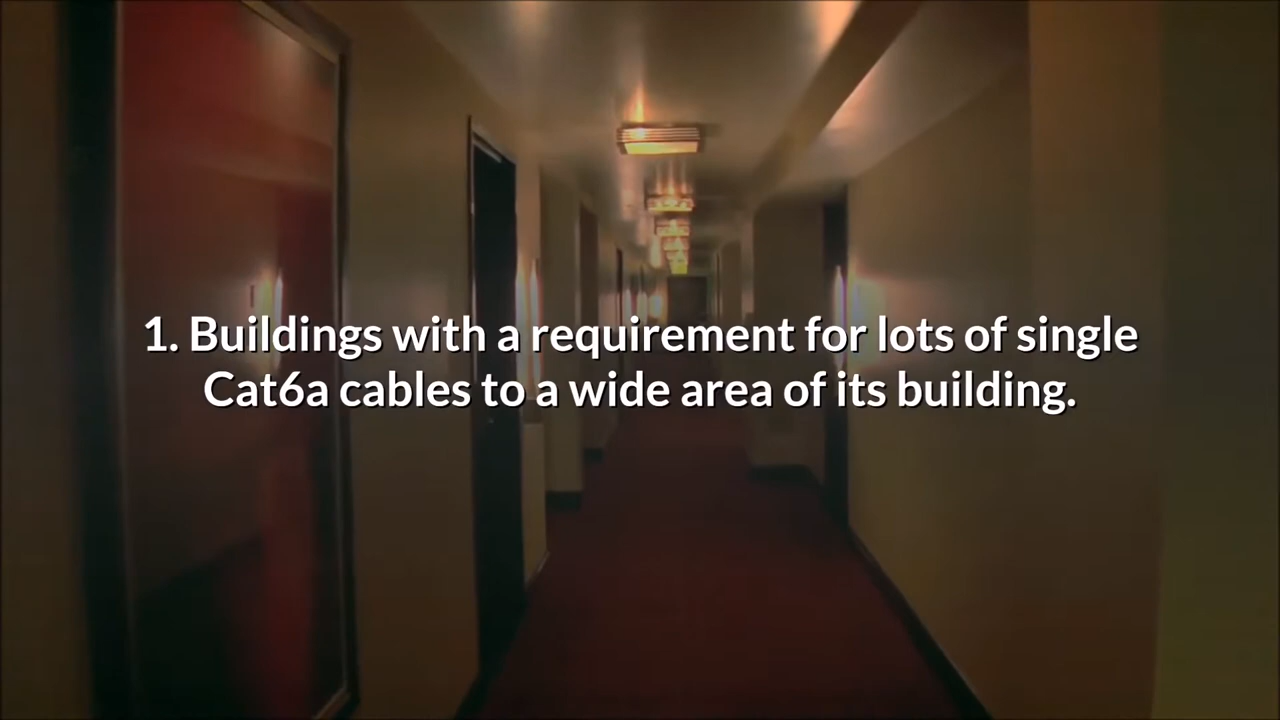 1. Buildings with a requirement for lots of single
Cat6a cables to a wide area of its building.